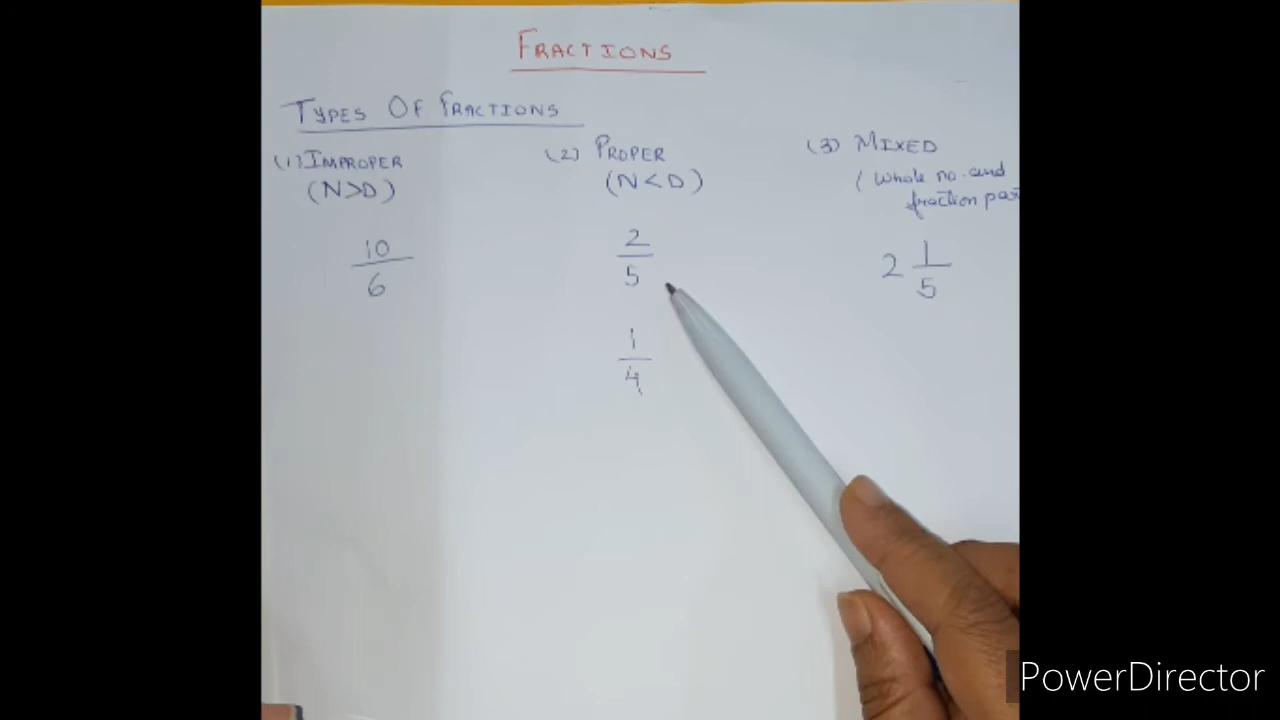 FRACTIONS
TYPES OF FRACTIONS
(1) IMPROPER
(N>D)
10
6
(2) PROPER
(N<D)
2
5
1
4
(3) MIXED
(Whole no. and
fraction par
2 1
5
PowerDirector